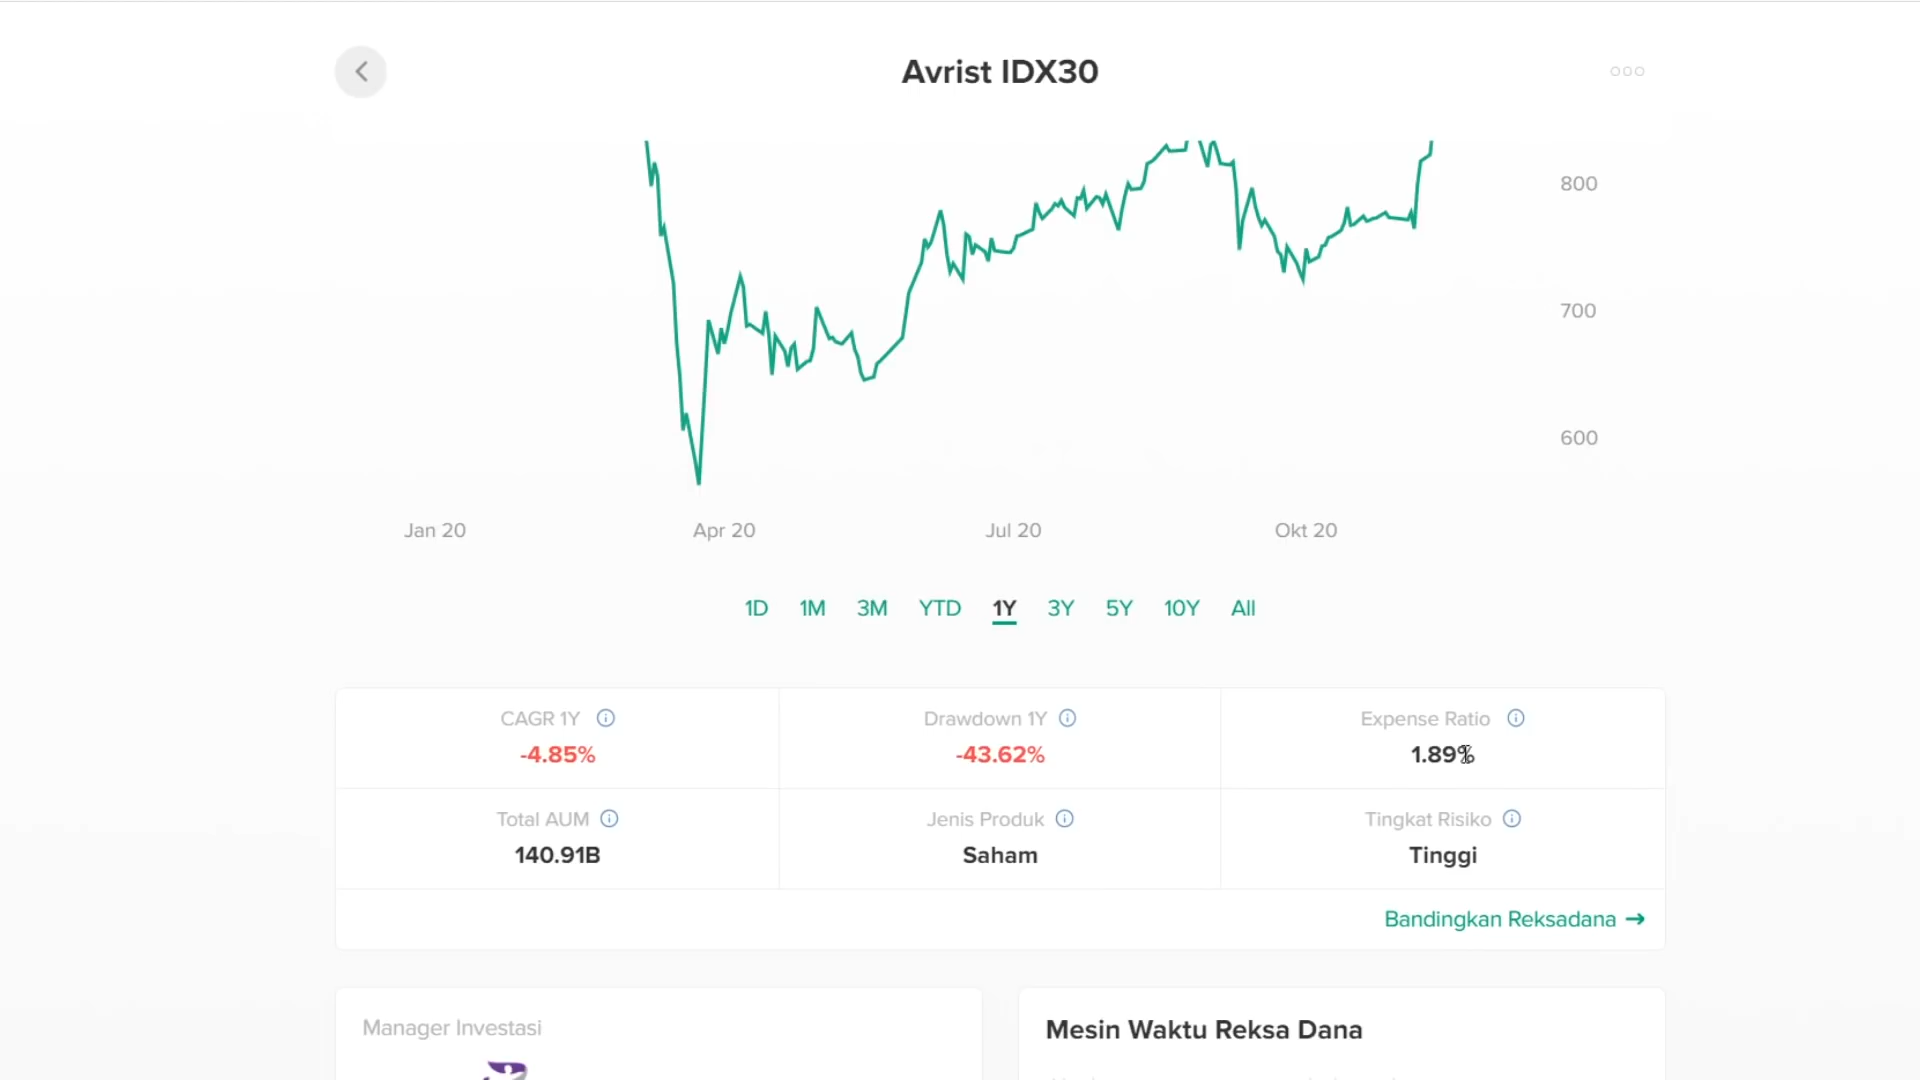 Avrist IDX30
800
700
600
Jan 20 Apr 20 Jul 20 Okt 20
1D 1M 3M YTD 1Y 3Y 5Y 10Y All
CAGR 1Y Drawdown 1Y Expense Ratio
-4.85% -43.62% 1.89%
Total AUM Jenis Produk Tingkat Risiko
140.91B Saham Tinggi
Bandingkan Reksadana →
Manager Investasi
Mesin Waktu Reksa Dana